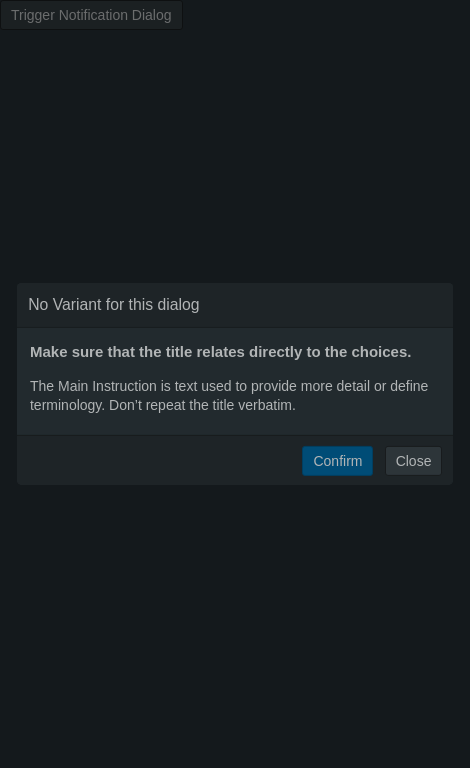 Trigger Notification Dialog
No Variant for this dialog
Make sure that the title relates directly to the choices.
The Main Instruction is text used to provide more detail or define
terminology. Don’t repeat the title verbatim.
Confirm Close